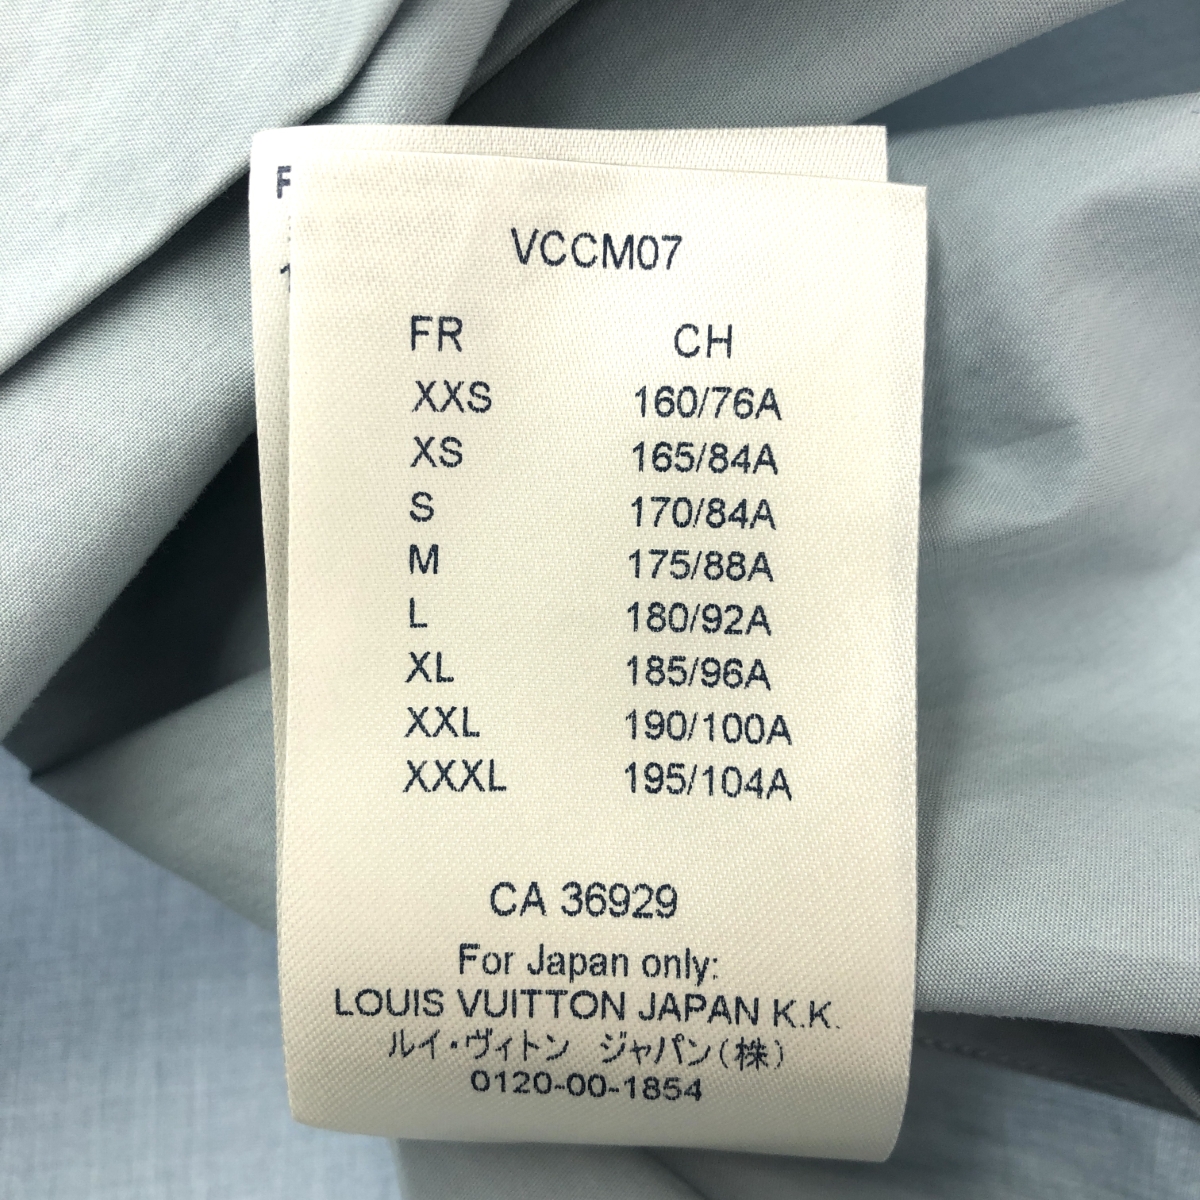 VCCM07
FR CH
XXS 160/76A
XS 165/84A
S 170/84A
M 175/88A
L 180/92A
XL 185/96A
XXL 190/100A
XXXL 195/104A
CA 36929
For Japan only:
LOUIS VUITTON JAPAN K.K.
ルイ・ヴィトン ジャパン(株)
0120-00-1854